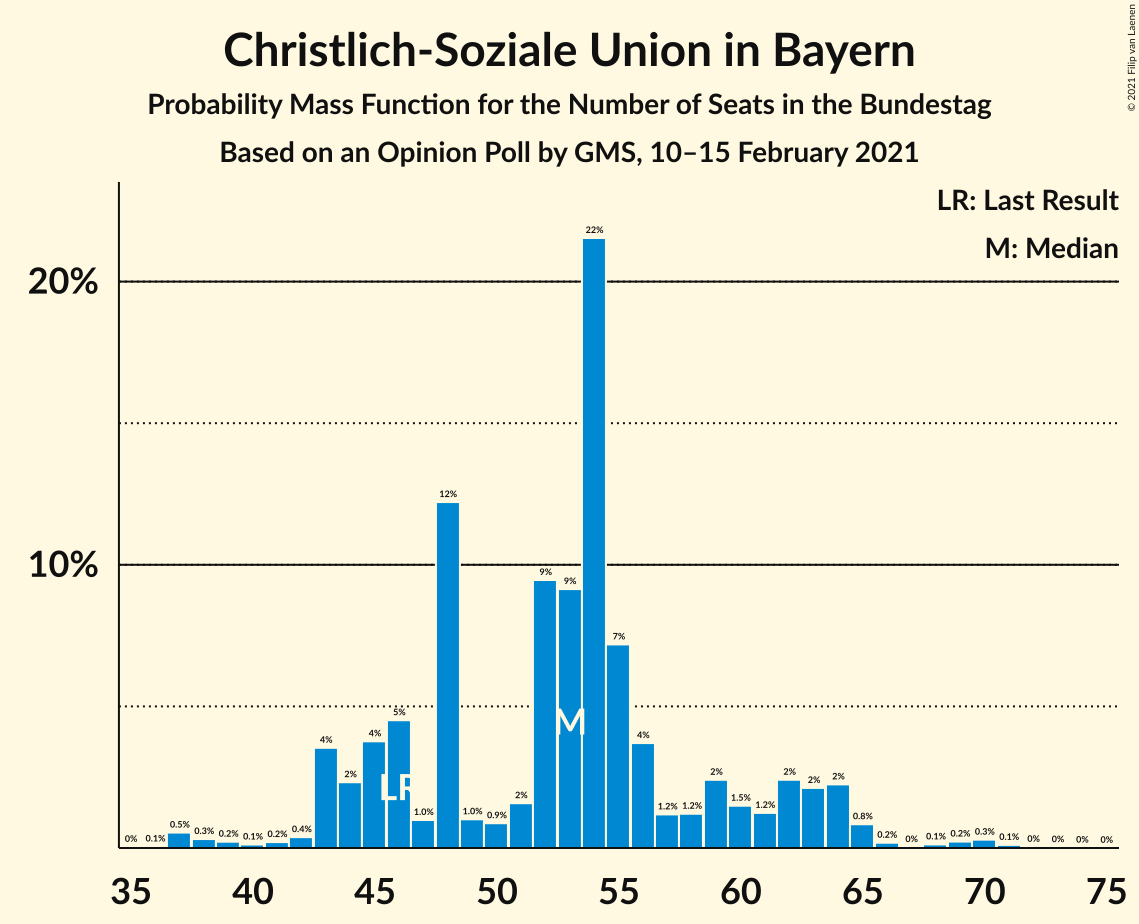 Christlich-Soziale Union in Bayern
Probability Mass Function for the Number of Seats in the Bundestag
Based on an Opinion Poll by GMS, 10–15 February 2021
© 2021 Filip van Laenen
LR: Last Result
M: Median
20%
10%
0% 0.1% 0.5% 0.3% 0.2% 0.1% 0.2% 0.4% 4% 2% 4% 5% 1.0% 12% 1.0% 0.9% 2% 9% 9% 22% 7% 4% 1.2% 1.2% 2% 1.5% 1.2% 2% 2% 2% 0.8% 0.2% 0% 0.1% 0.2% 0.3% 0.1% 0% 0% 0% 0%
LR
M
35 40 45 50 55 60 65 70 75